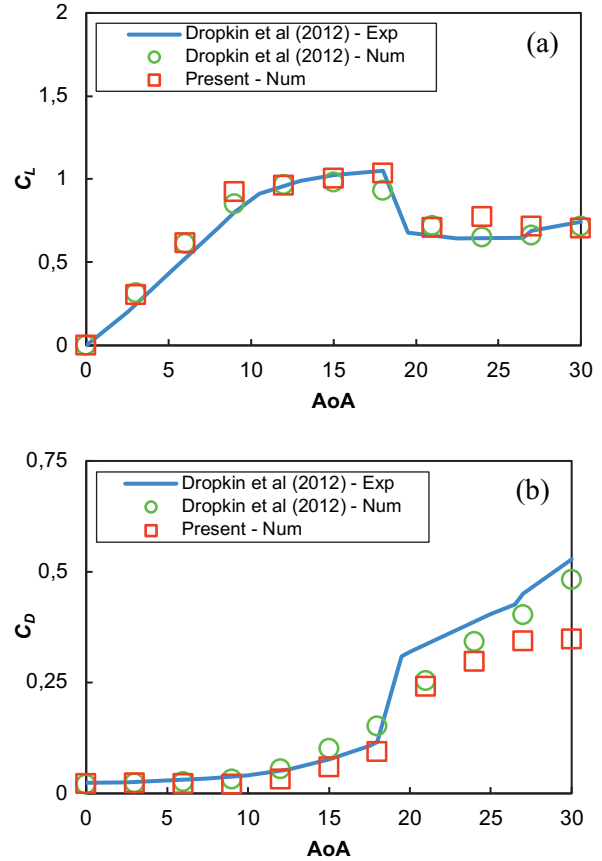 2
Dropkin et al (2012) - Exp
(a)
Dropkin et al (2012) - Num
Present - Num
1,5
1
0,5
0
C_L
0 5 10 15 20 25 30
AoA
0,75
Dropkin et al (2012) - Exp
(b)
Dropkin et al (2012) - Num
Present - Num
0,5
0,25
0
C_D
0 5 10 15 20 25 30
AoA